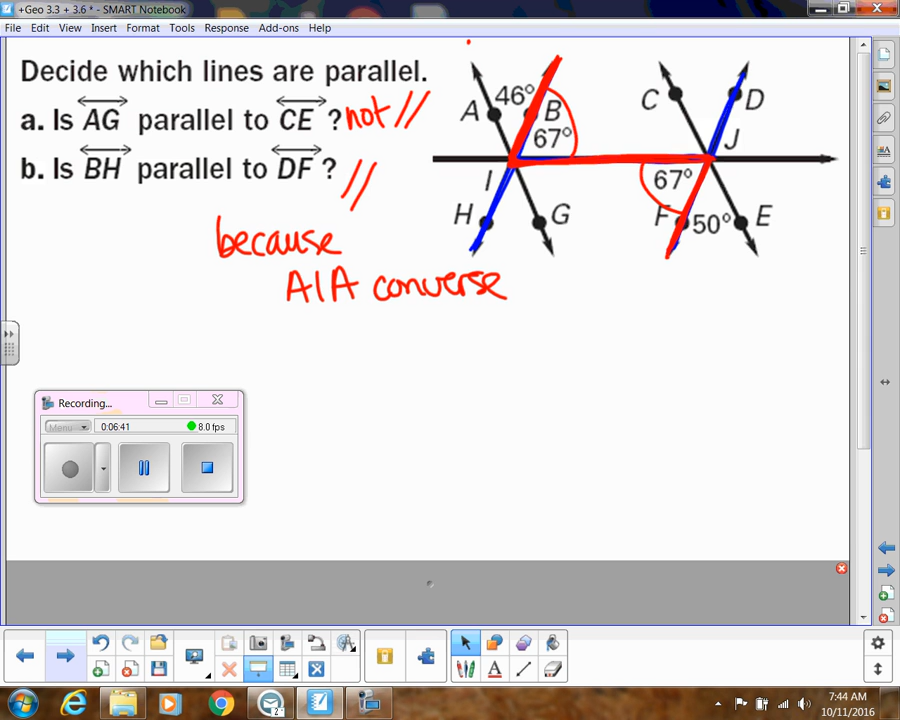 +Geo 3.3 + 3.6 * - SMART Notebook
File Edit View Insert Format Tools Response Add-ons Help
Decide which lines are parallel.
a. Is AG parallel to CE? not //
b. Is BH parallel to DF? //
because
AIA converse
A 46° B
67°
I
H G
C D
J
67°
F 50° E
Recording...
Menu 0:06:41 8.0 fps
A
2
7:44 AM
10/11/2016